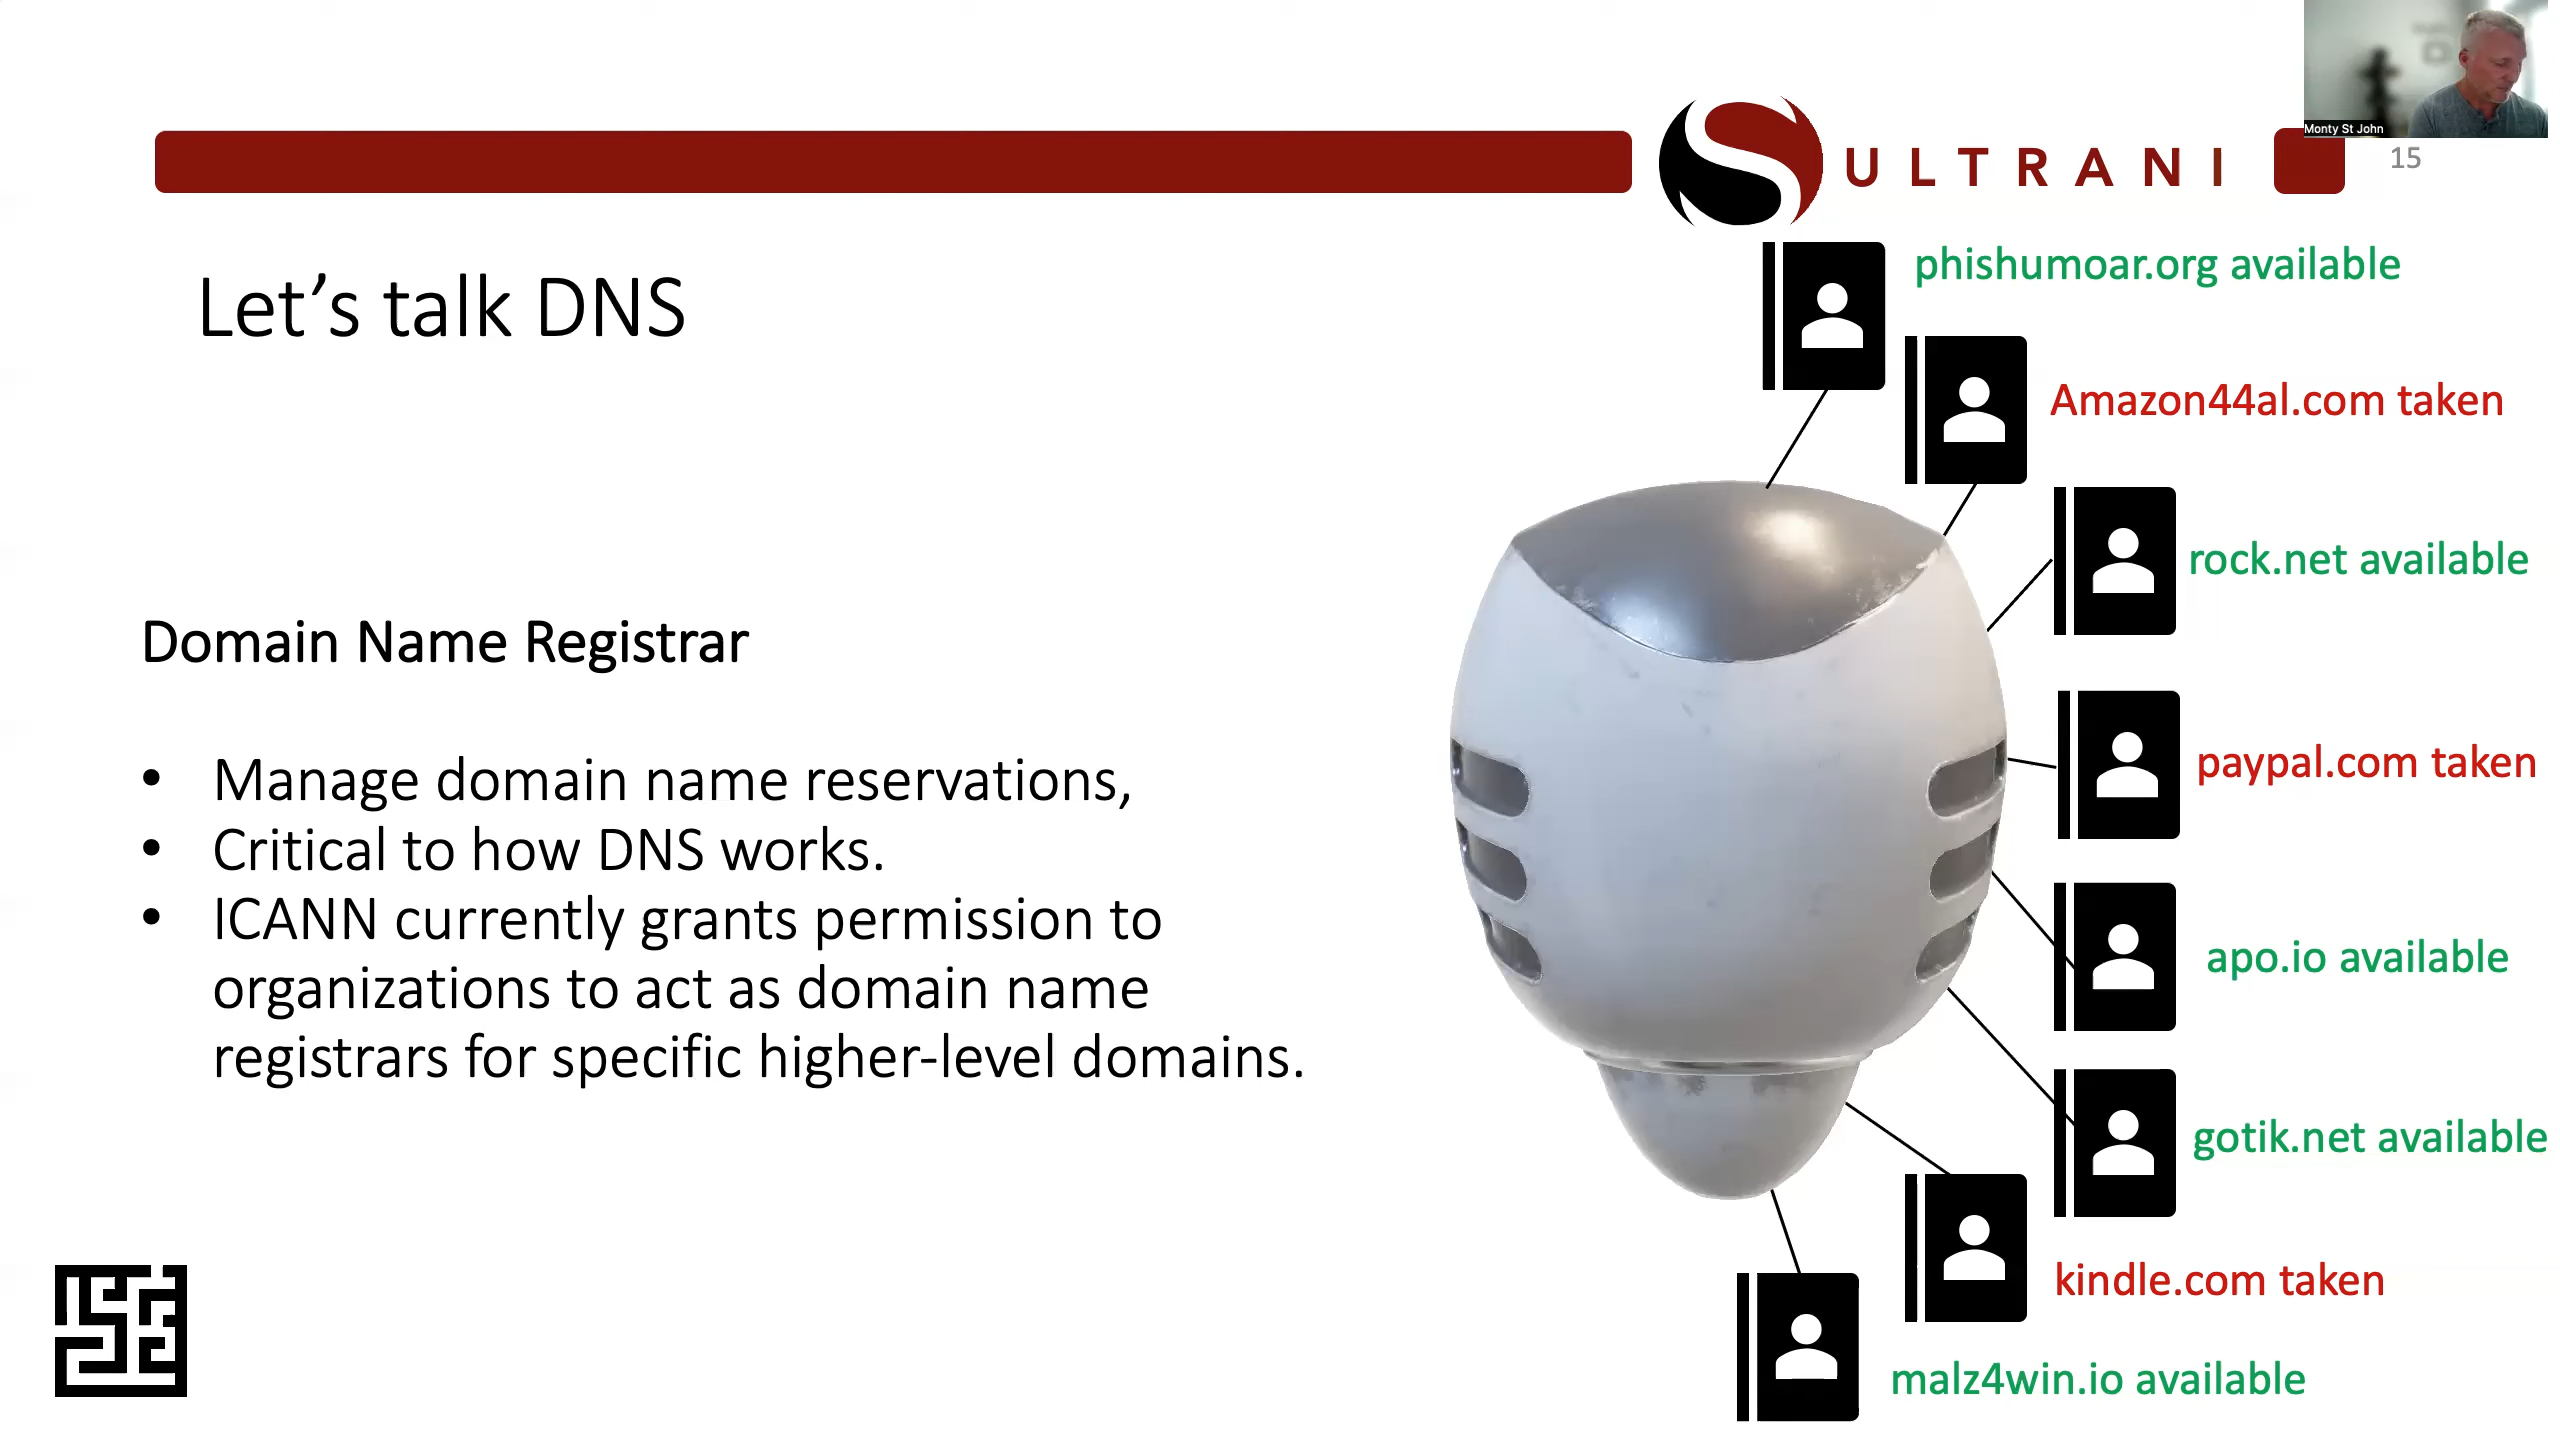 Monty St John
SULTRANI
15
Let’s talk DNS
Domain Name Registrar
• Manage domain name reservations,
• Critical to how DNS works.
• ICANN currently grants permission to
organizations to act as domain name
registrars for specific higher-level domains.
phishumoar.org available
Amazon44al.com taken
rock.net available
paypal.com taken
apo.io available
gotik.net available
kindle.com taken
malz4win.io available